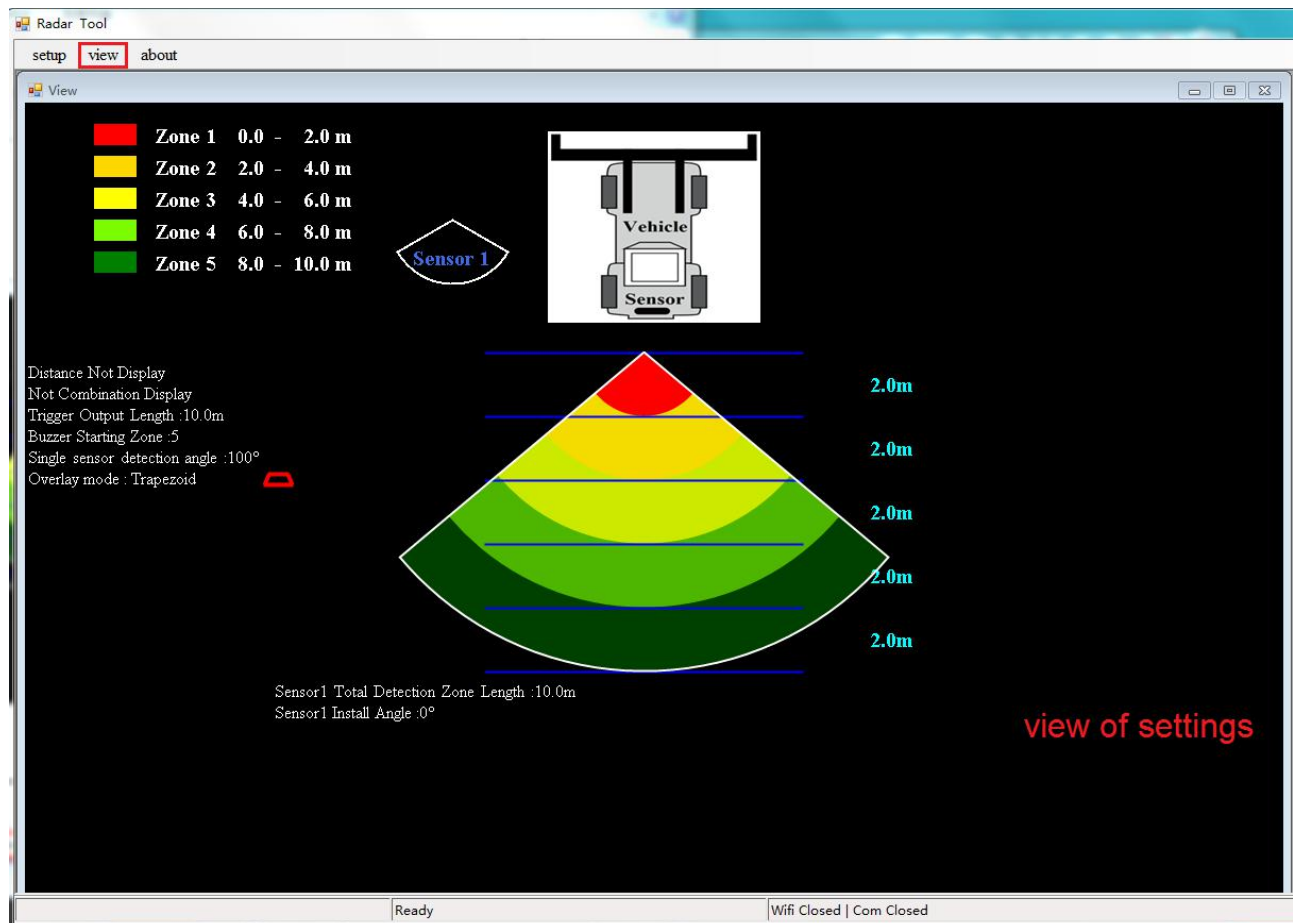 Radar Tool
setup view about
View
Zone 1 0.0 - 2.0 m
Zone 2 2.0 - 4.0 m
Zone 3 4.0 - 6.0 m
Zone 4 6.0 - 8.0 m
Zone 5 8.0 - 10.0 m
Sensor 1
Vehicle
Sensor
Distance Not Display
Not Combination Display
Trigger Output Length :10.0m
Buzzer Starting Zone :5
Single sensor detection angle :100°
Overlay mode : Trapezoid
2.0m
2.0m
2.0m
2.0m
2.0m
Sensor1 Total Detection Zone Length :10.0m
Sensor1 Install Angle :0°
view of settings
Ready
Wifi Closed | Com Closed